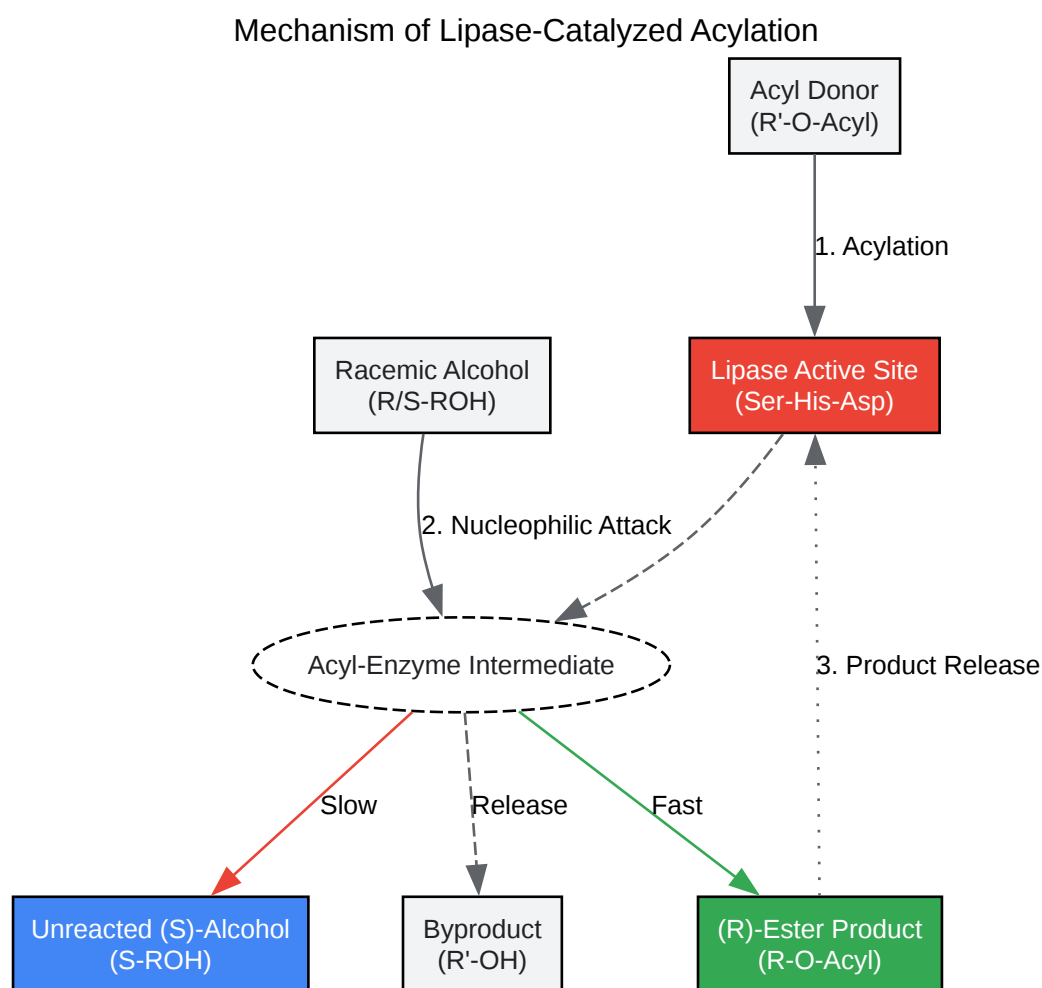 Mechanism of Lipase-Catalyzed Acylation
Acyl Donor
(R'-O-Acyl)
1. Acylation
Racemic Alcohol
(R/S-ROH)
Lipase Active Site
(Ser-His-Asp)
2. Nucleophilic Attack
Acyl-Enzyme Intermediate
3. Product Release
Slow
Release
Fast
Unreacted (S)-Alcohol
(S-ROH)
Byproduct
(R'-OH)
(R)-Ester Product
(R-O-Acyl)